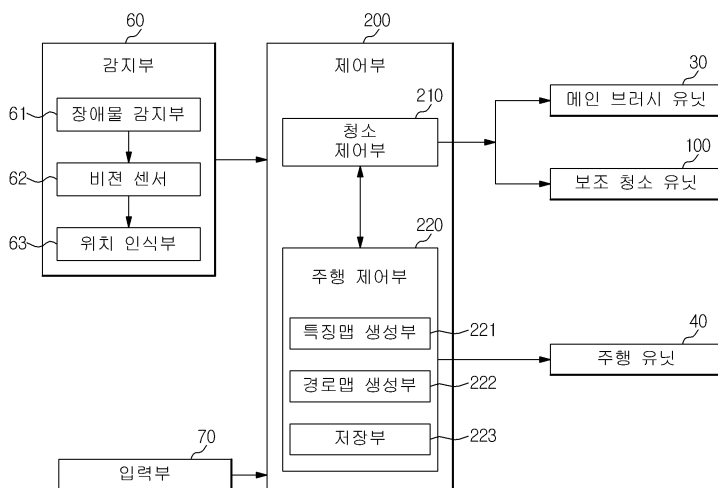 60
감지부
61
장애물 감지부
62
비젼 센서
63
위치 인식부
70
입력부
200
제어부
210
청소
제어부
220
주행 제어부
특징맵 생성부
221
경로맵 생성부
222
저장부
223
30
메인 브러시 유닛
100
보조 청소 유닛
40
주행 유닛